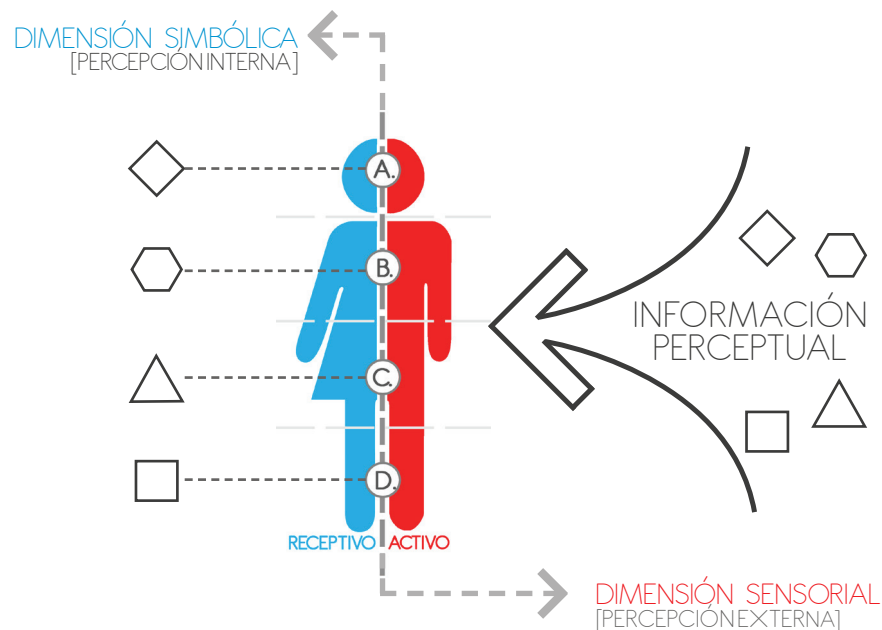 DIMENSIÓN SIMBÓLICA
[PERCEPCIÓN INTERNA]
A.
B.
INFORMACIÓN
PERCEPTUAL
C.
D.
RECEPTIVO ACTIVO
DIMENSIÓN SENSORIAL
[PERCEPCIÓN EXTERNA]